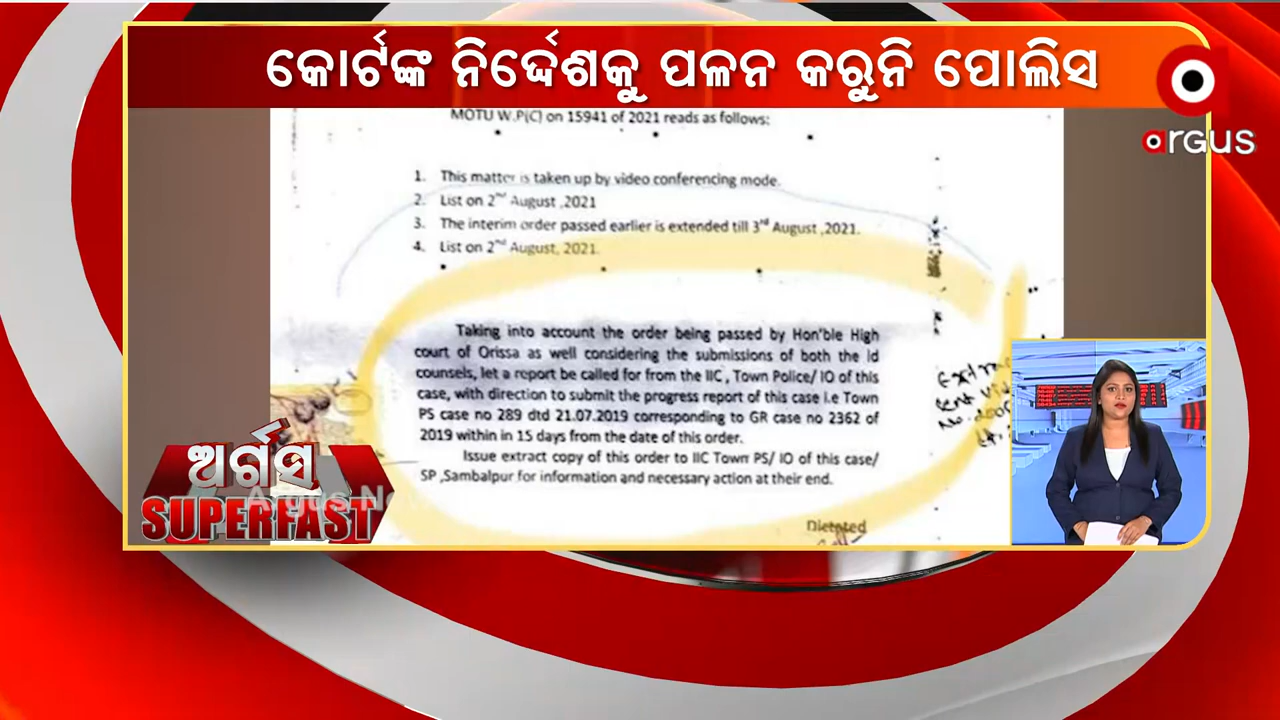 କୋର୍ଟଙ୍କ ନିର୍ଦ୍ଦେଶକୁ ପଳନ କରୁନି ପୋଲିସ
argus
MOTU W.P(C) on 15941 of 2021 reads as follows:
1. This matter is taken up by video conferencing mode.
2. List on 2nd August ,2021
3. The interim order passed earlier is extended till 3rd August ,2021.
4. List on 2nd August, 2021.
Taking into account the order being passed by Hon'ble High
court of Orissa as well considering the submissions of both the ld
counsels, let a report be called for from the IIC , Town Police/ IO of this
case, with direction to submit the progress report of this case i.e Town
PS case no 289 dtd 21.07.2019 corresponding to GR case no 2362 of
2019 within in 15 days from the date of this order.
Issue extract copy of this order to IIC Town PS/ IO of this case/
SP ,Sambalpur for information and necessary action at their end.
Dictated
ଅର୍ଗସ
SUPERFAST